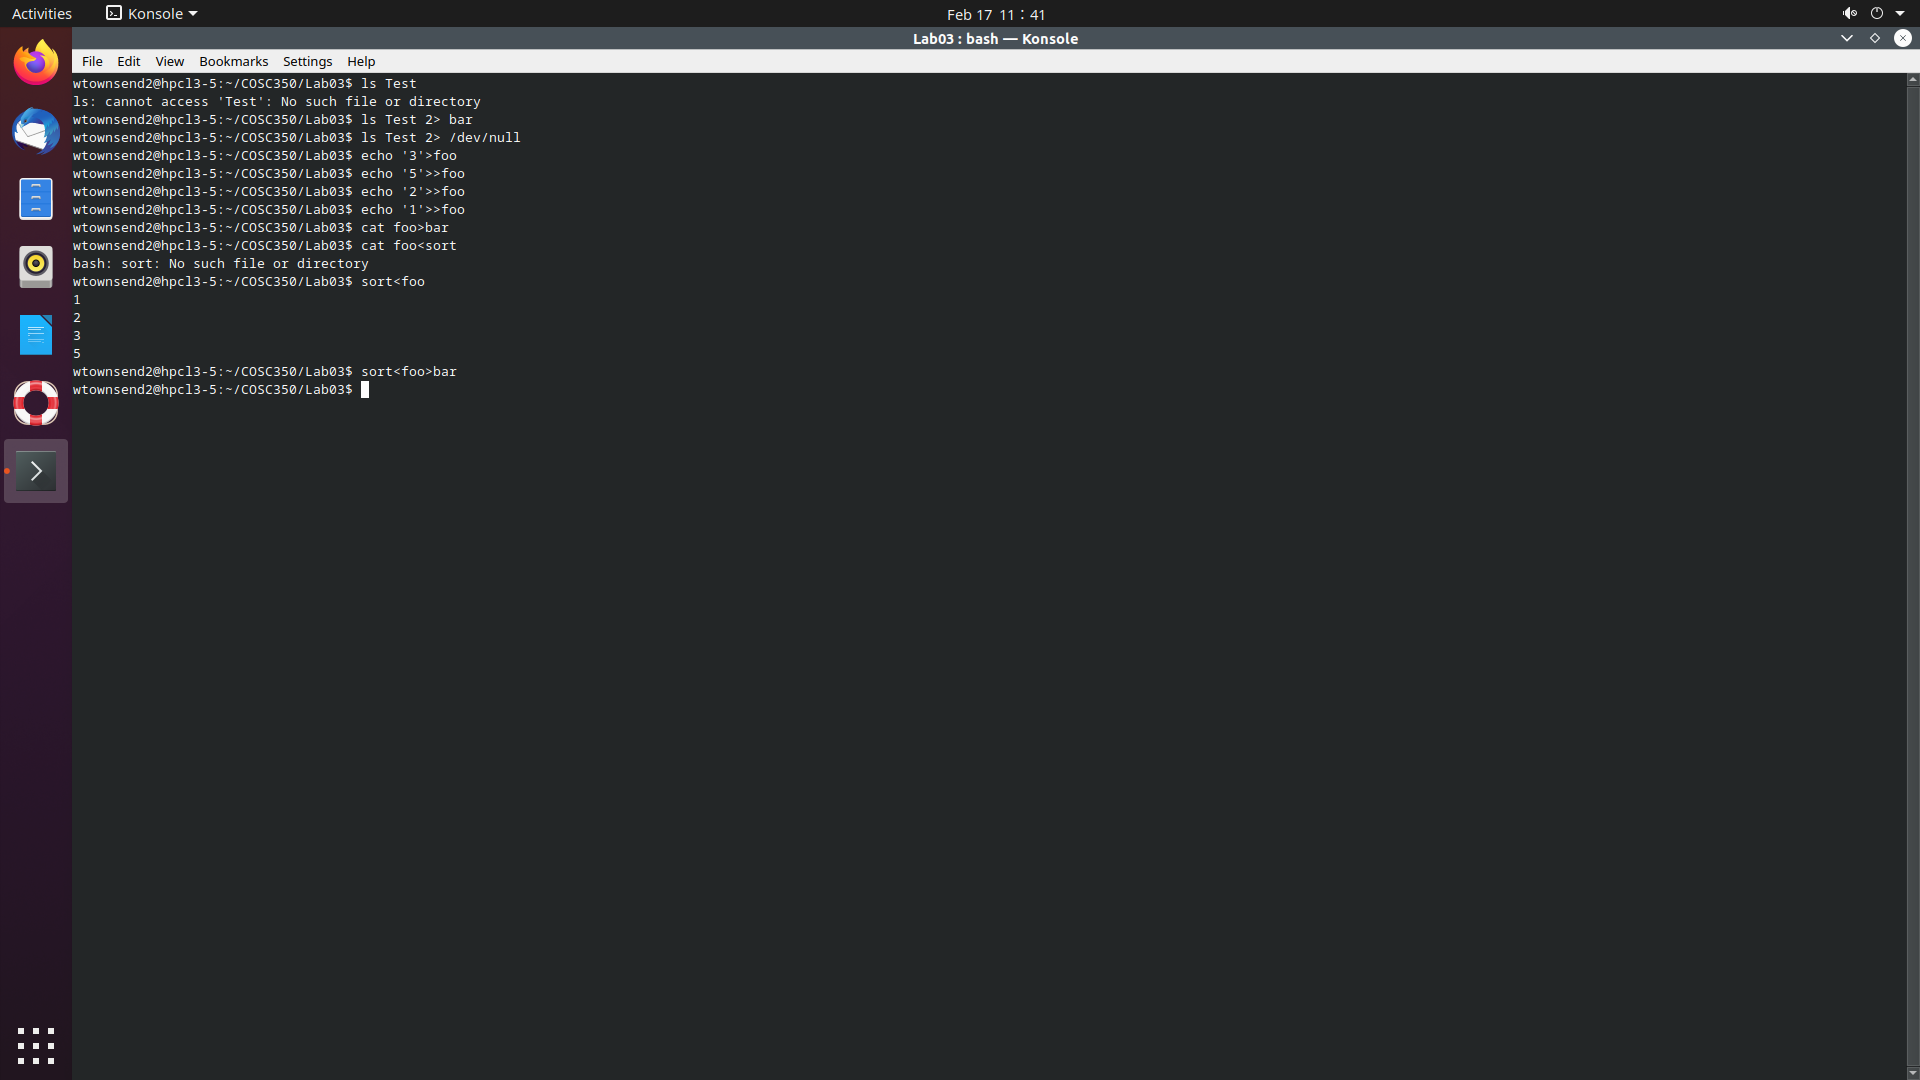 Activities
Konsole
Feb 17 11:41
Lab03 : bash — Konsole
File Edit View Bookmarks Settings Help
wtownsend2@hpcl3-5:~/COSC350/Lab03$ ls Test
ls: cannot access 'Test': No such file or directory
wtownsend2@hpcl3-5:~/COSC350/Lab03$ ls Test 2> bar
wtownsend2@hpcl3-5:~/COSC350/Lab03$ ls Test 2> /dev/null
wtownsend2@hpcl3-5:~/COSC350/Lab03$ echo '3'>foo
wtownsend2@hpcl3-5:~/COSC350/Lab03$ echo '5'>>foo
wtownsend2@hpcl3-5:~/COSC350/Lab03$ echo '2'>>foo
wtownsend2@hpcl3-5:~/COSC350/Lab03$ echo '1'>>foo
wtownsend2@hpcl3-5:~/COSC350/Lab03$ cat foo>bar
wtownsend2@hpcl3-5:~/COSC350/Lab03$ cat foo<sort
bash: sort: No such file or directory
wtownsend2@hpcl3-5:~/COSC350/Lab03$ sort<foo
1
2
3
5
wtownsend2@hpcl3-5:~/COSC350/Lab03$ sort<foo>bar
wtownsend2@hpcl3-5:~/COSC350/Lab03$